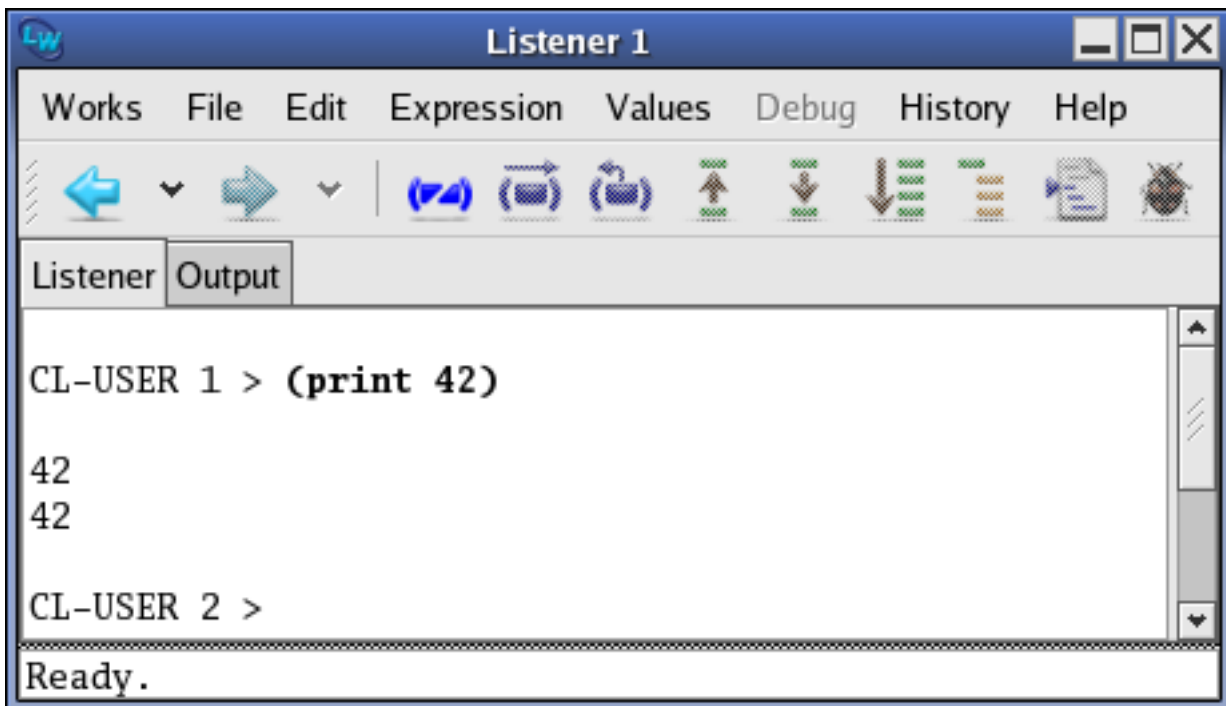 LW
Listener 1
Works File Edit Expression Values Debug History Help
Listener Output
CL-USER 1 > (print 42)
42
42
CL-USER 2 >
Ready.